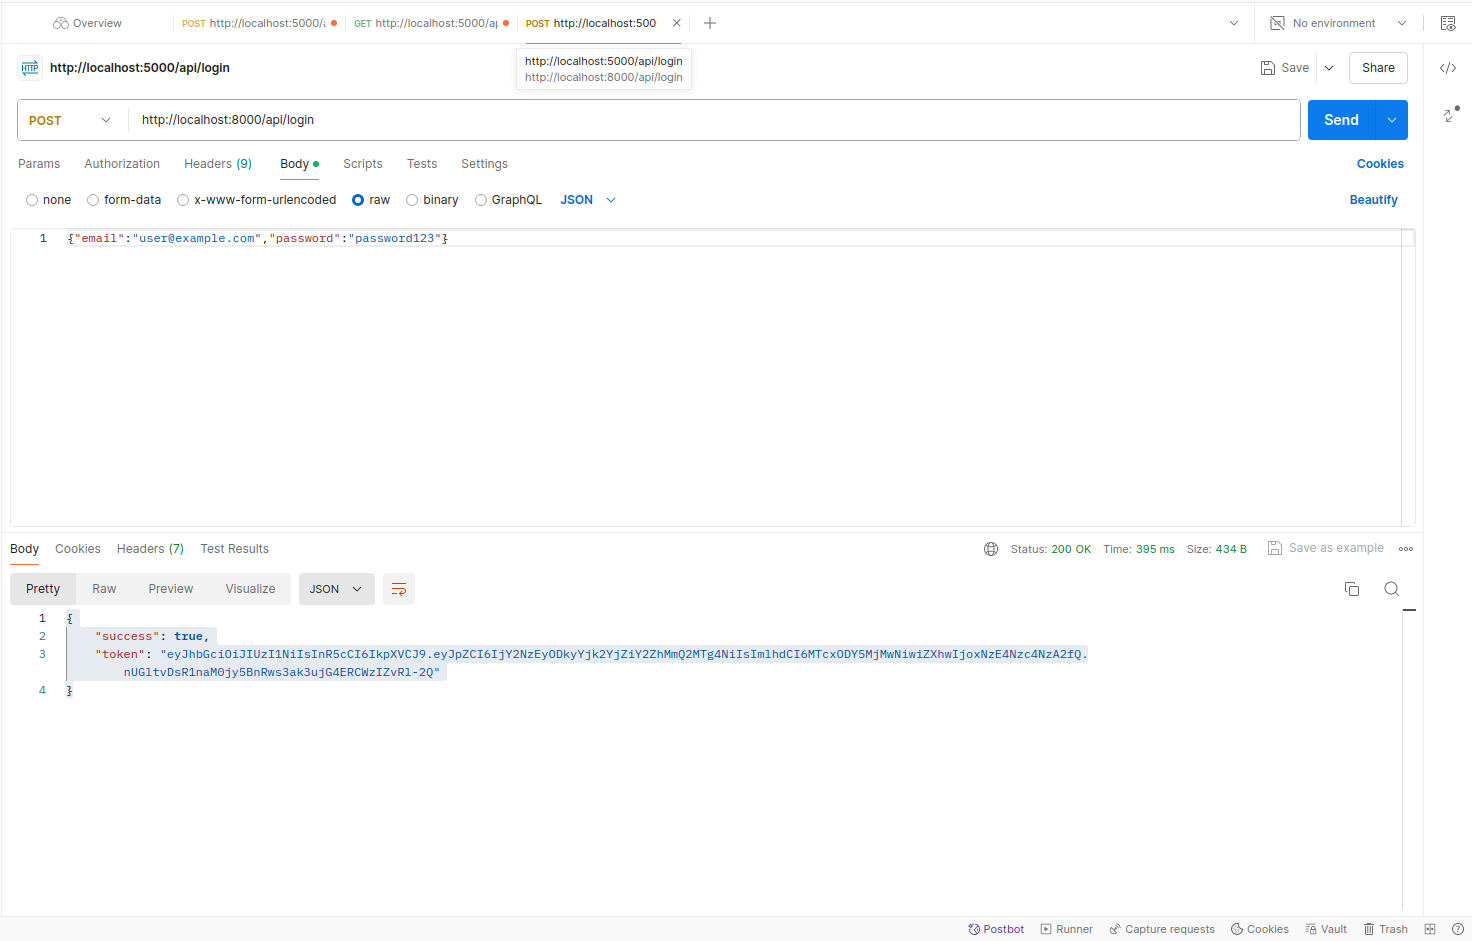 Overview
POST http://localhost:5000/a
GET http://localhost:5000/ap
POST http://localhost:500
No environment
http://localhost:5000/api/login
http://localhost:5000/api/login
http://localhost:8000/api/login
Save
Share
POST
http://localhost:8000/api/login
Send
Params Authorization Headers (9) Body Scripts Tests Settings
Cookies
none form-data x-www-form-urlencoded raw binary GraphQL JSON
Beautify
1 {"email":"user@example.com","password":"password123"}
Body Cookies Headers (7) Test Results
Status: 200 OK Time: 395 ms Size: 434 B
Save as example
Pretty Raw Preview Visualize JSON
1 {
2 "success": true,
3 "token": "eyJhbGciOiJIUzI1NiIsInR5cCI6IkpXVCJ9.eyJpZCI6IjY2NzEyODkyYjk2YjZiY2ZhMmQ2MTg4NiIsImlhdCI6MTcxODY5MjMwNiwiZXhwIjoxNzE4Nzc4NzA2fQ.
nUGltvDsR1naM0jy5BnRws3ak3ujG4ERCWzIZvRl-2Q"
4 }
Postbot Runner Capture requests Cookies Vault Trash